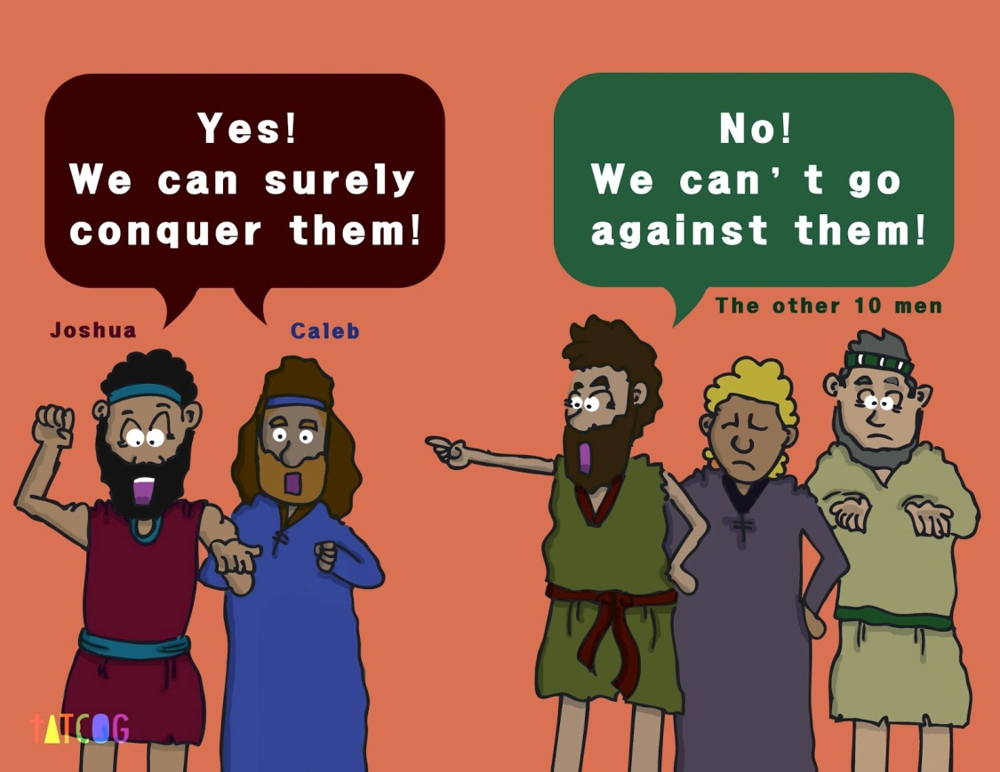 Yes!
We can surely
conquer them!
No!
We can't go
against them!
The other 10 men
Joshua
Caleb
tATCOG